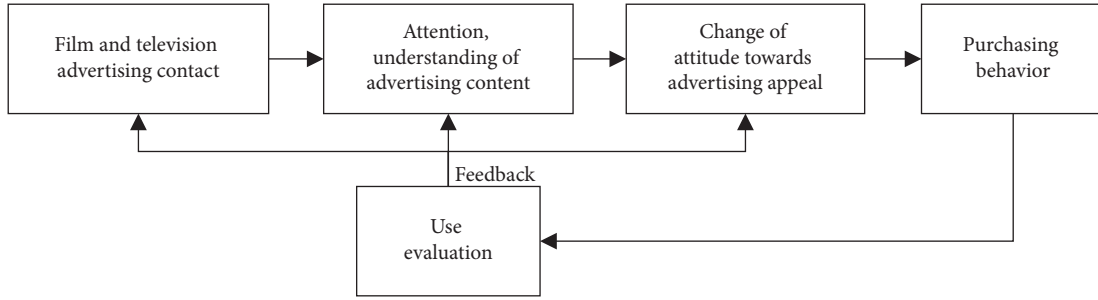 Film and television
advertising contact
Attention,
understanding of
advertising content
Change of
attitude towards
advertising appeal
Purchasing
behavior
Feedback
Use
evaluation